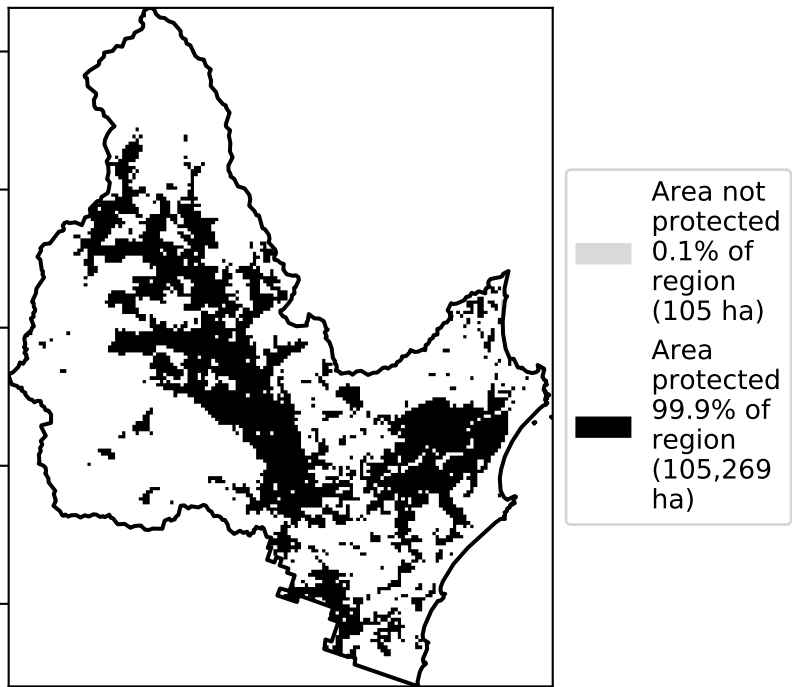 Area not
protected
0.1% of
region
(105 ha)
Area
protected
99.9% of
region
(105,269
ha)